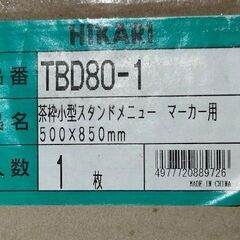 HIKARI
品番 TBD80-1
品名 茶枠小型スタンドメニュー マーカー用
500×850mm
入数 1枚
4977720889726
MADE IN CHINA